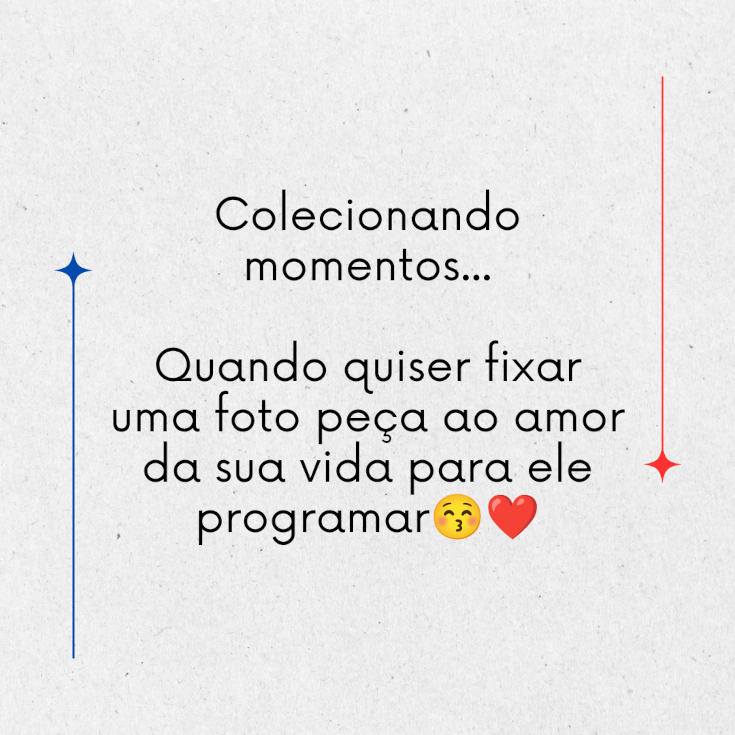 Colecionando
momentos...
Quando quiser fixar
uma foto peça ao amor
da sua vida para ele
programar😚❤️